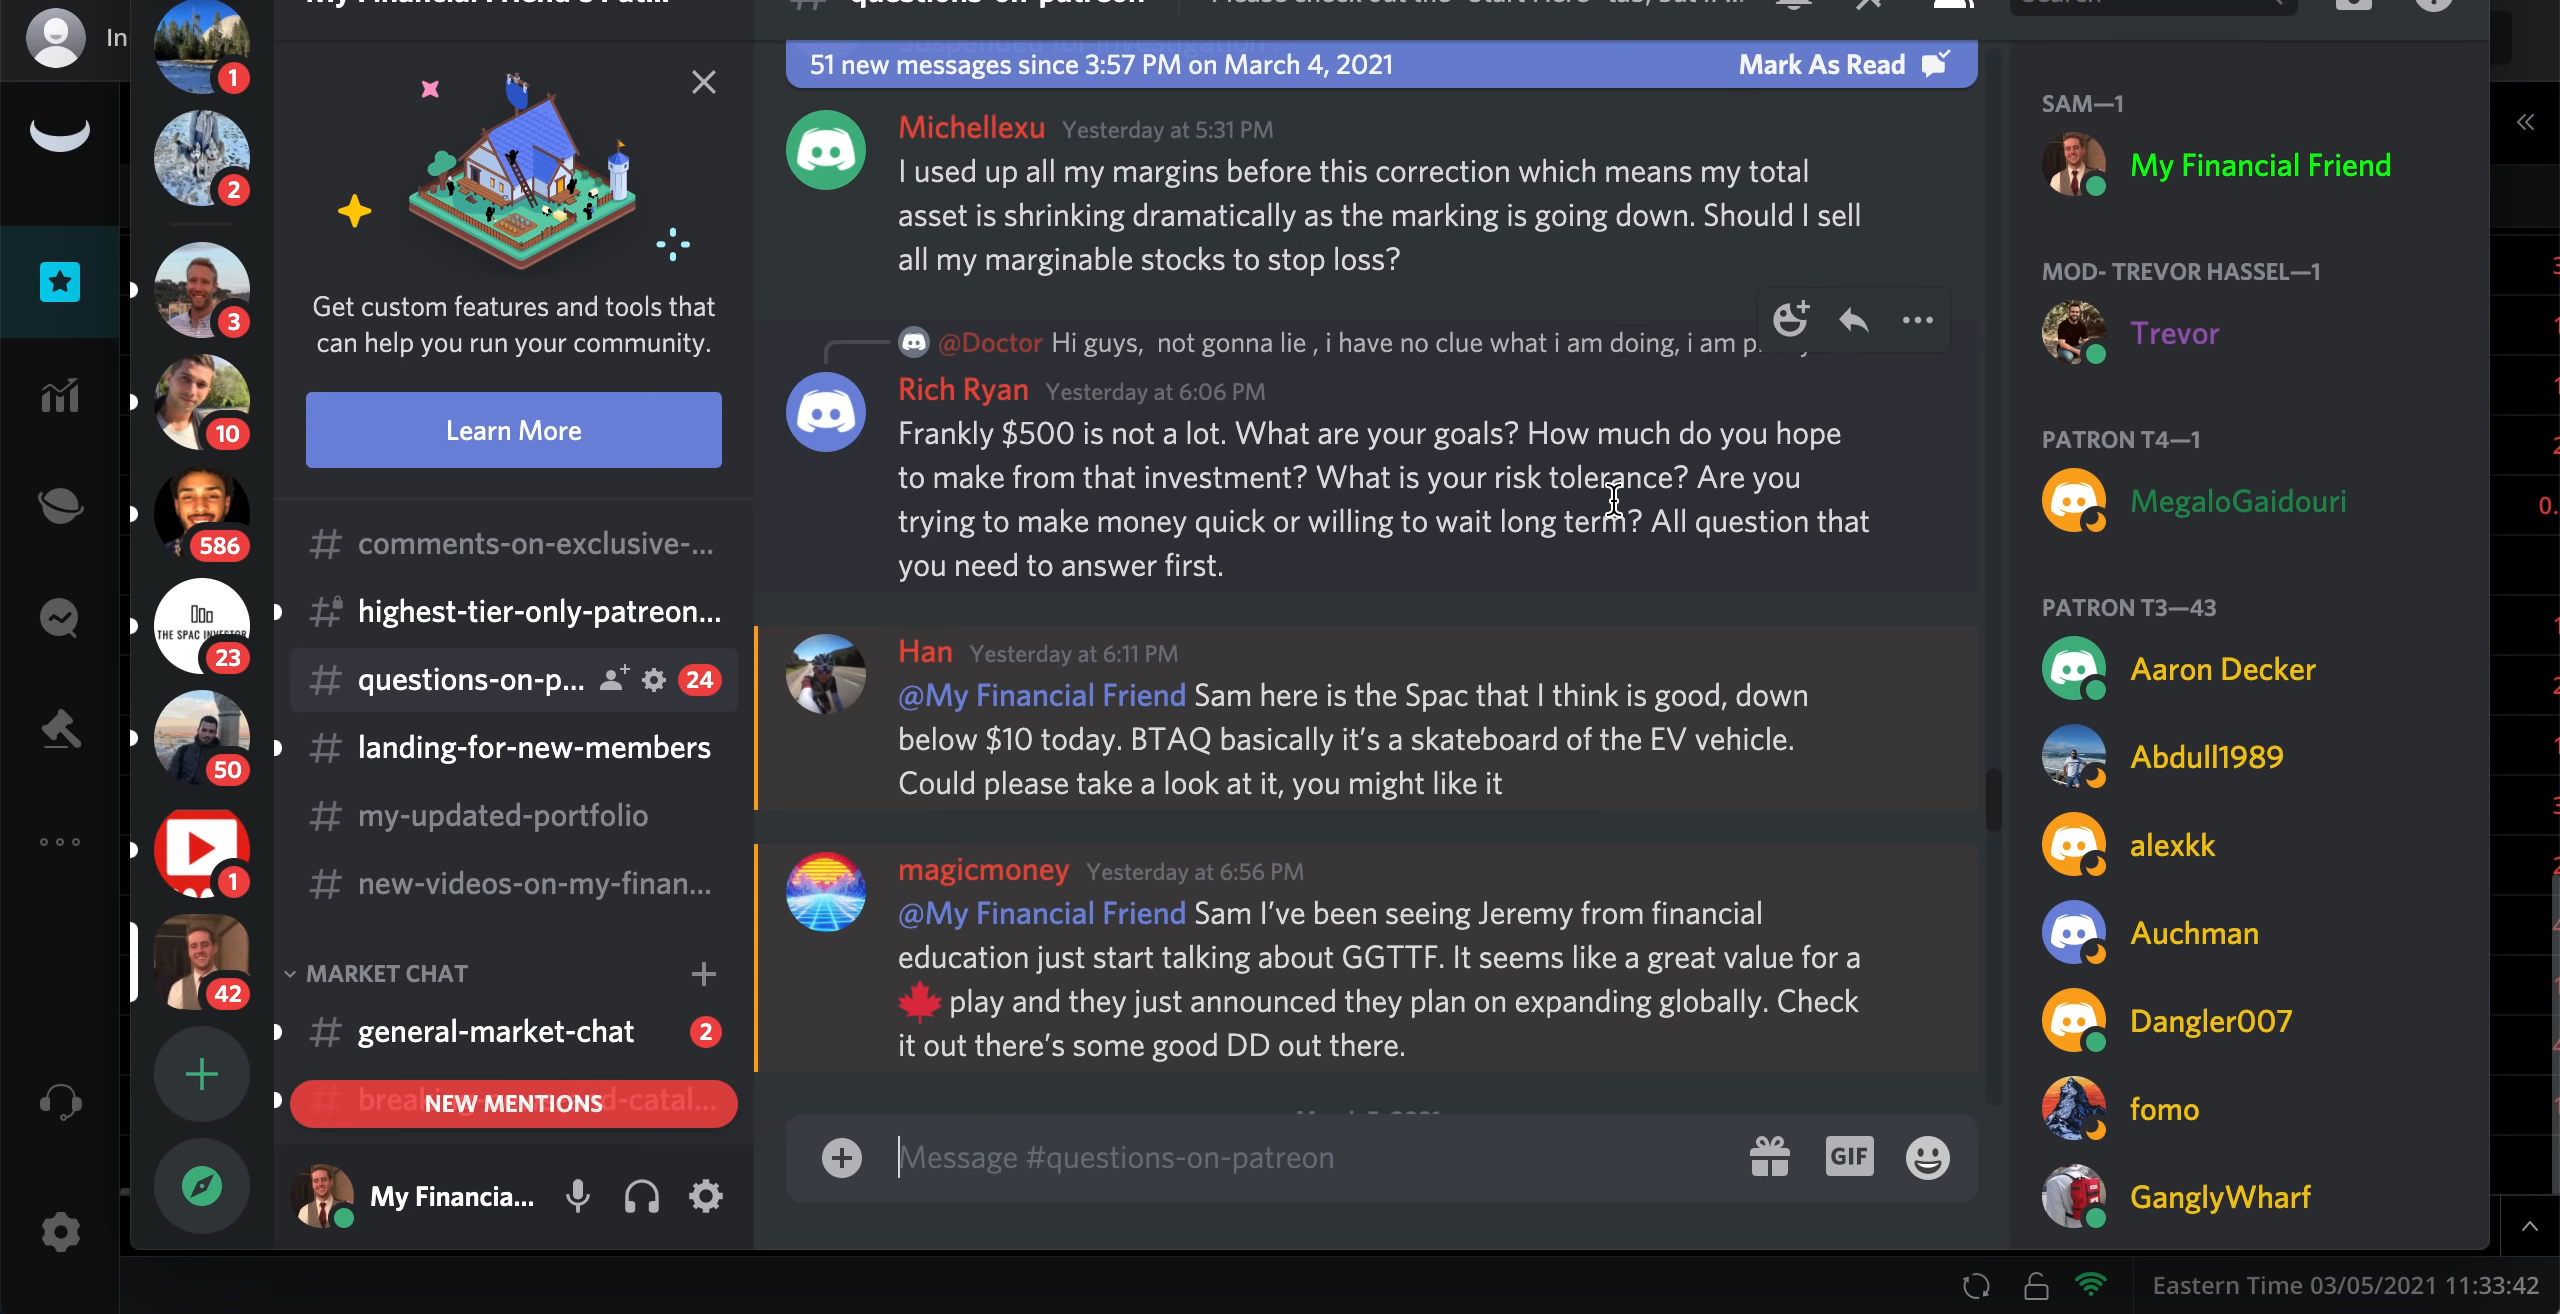 In
1
2
3
10
586
THE SPAC INVESTOR
23
50
1
42
Get custom features and tools that
can help you run your community.
Learn More
comments-on-exclusive-...
highest-tier-only-patreon...
questions-on-p...
24
landing-for-new-members
my-updated-portfolio
new-videos-on-my-finan...
MARKET CHAT
general-market-chat
2
NEW MENTIONS
My Financia...
51 new messages since 3:57 PM on March 4, 2021
Mark As Read
Michellexu Yesterday at 5:31 PM
I used up all my margins before this correction which means my total
asset is shrinking dramatically as the marking is going down. Should I sell
all my marginable stocks to stop loss?
@Doctor Hi guys, not gonna lie , i have no clue what i am doing, i am
Rich Ryan Yesterday at 6:06 PM
Frankly $500 is not a lot. What are your goals? How much do you hope
to make from that investment? What is your risk tolerance? Are you
trying to make money quick or willing to wait long term? All question that
you need to answer first.
Han Yesterday at 6:11 PM
@My Financial Friend Sam here is the Spac that I think is good, down
below $10 today. BTAQ basically it’s a skateboard of the EV vehicle.
Could please take a look at it, you might like it
magicmoney Yesterday at 6:56 PM
@My Financial Friend Sam I’ve been seeing Jeremy from financial
education just start talking about GGTTF. It seems like a great value for a
play and they just announced they plan on expanding globally. Check
it out there’s some good DD out there.
Message #questions-on-patreon
GIF
SAM—1
My Financial Friend
MOD- TREVOR HASSEL—1
Trevor
PATRON T4—1
MegaloGaidouri
PATRON T3—43
Aaron Decker
Abdull1989
alexkk
Auchman
Dangler007
fomo
GanglyWharf
0.
Eastern Time 03/05/2021 11:33:42